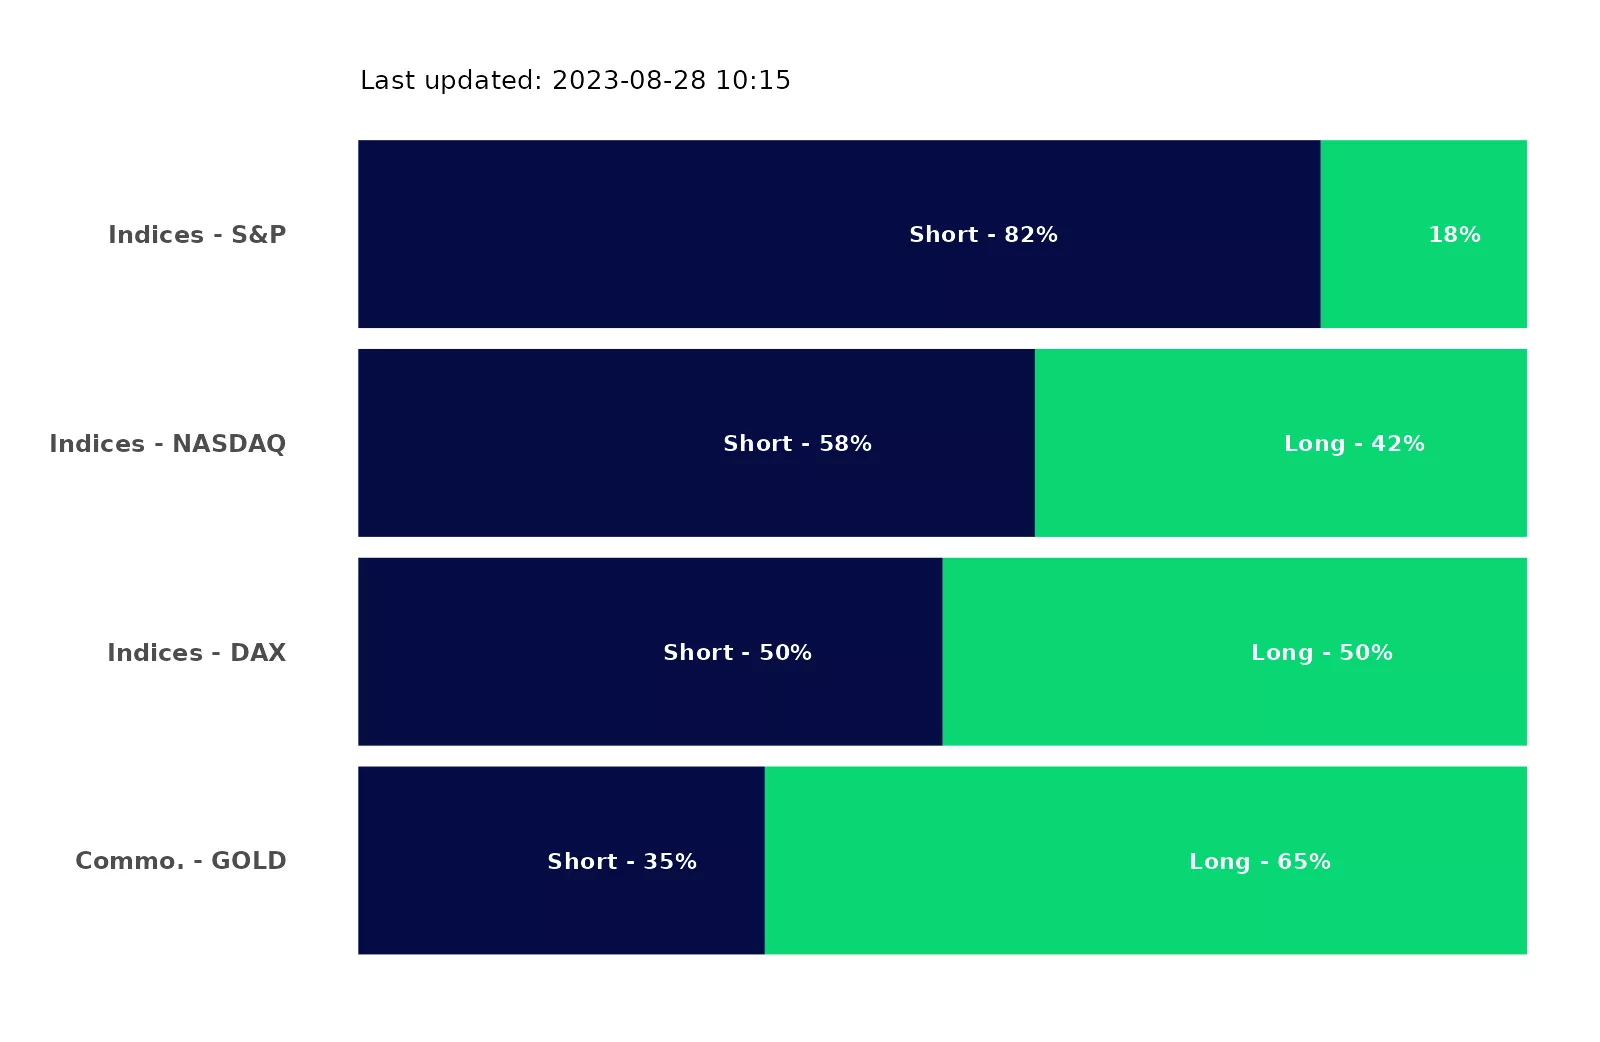 Last updated: 2023-08-28 10:15
Indices - S&P
Short - 82%
18%
Indices - NASDAQ
Short - 58%
Long - 42%
Indices - DAX
Short - 50%
Long - 50%
Commo. - GOLD
Short - 35%
Long - 65%